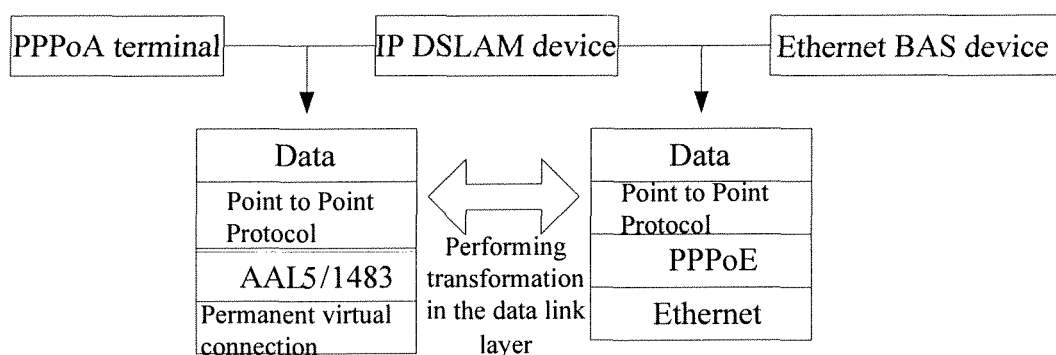 PPPoA terminal
IP DSLAM device
Ethernet BAS device
Data
Point to Point
Protocol
AAL5/1483
Permanent virtual
connection
Performing
transformation
in the data link
layer
Data
Point to Point
Protocol
PPPoE
Ethernet